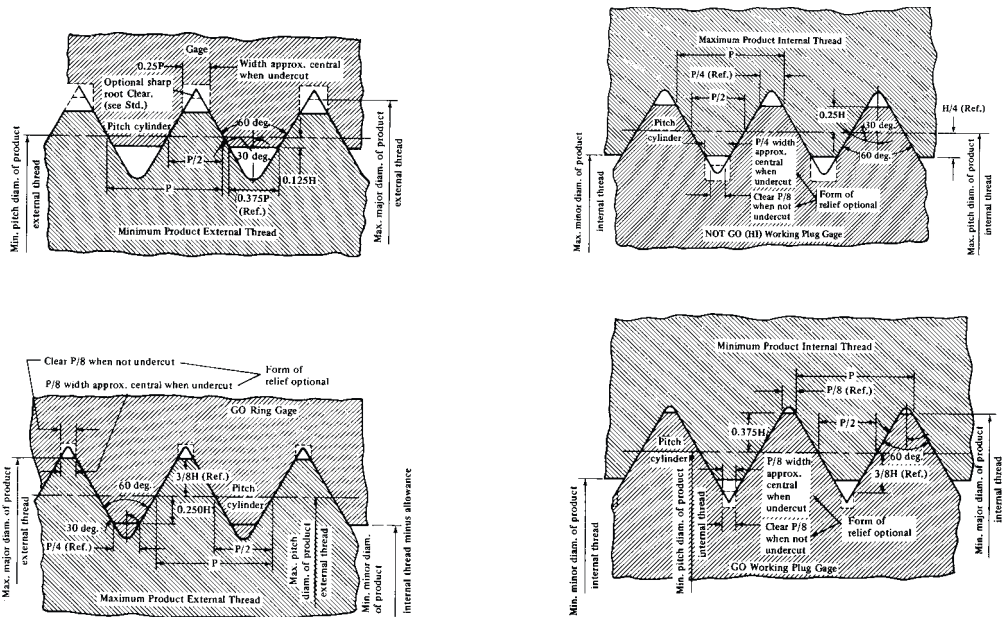 Gage
0.25P
Width approx. central
when undercut
Optional sharp
root Clear.
(see Std.)
Pitch cylinder
60 deg.
P/2
30 deg.
P
0.125H
0.375P
(Ref.)
Minimum Product External Thread
Min. pitch diam. of product
external thread
Max. major diam. of product
external thread
Maximum Product Internal Thread
P
P/4 (Ref.)
P/2
0.25H
H/4 (Ref.)
Pitch
cylinder
30 deg.
60 deg.
P/4 width
approx.
central
when
undercut
Clear P/8
when not
undercut
Form of
relief optional
NOT GO (HI) Working Plug Gage
Max. minor diam. of product
internal thread
Max. pitch diam. of product
internal thread
Clear P/8 when not undercut
P/8 width approx. central when undercut
Form of
relief optional
GO Ring Gage
3/8H (Ref.)
60 deg.
Pitch
cylinder
0.250H
30 deg.
P/4 (Ref.)
P/2
P
Maximum Product External Thread
Max. major diam. of product
external thread
Max. pitch
diam. of product
external thread
Min. minor diam.
of product
internal thread minus allowance
Minimum Product Internal Thread
P
P/8 (Ref.)
0.375H
P/2
Pitch
cylinder
60 deg.
3/8H (Ref.)
P/8 width
approx.
central
when
undercut
Clear P/8
when not
undercut
Form of
relief optional
GO Working Plug Gage
Min. minor diam. of product
internal thread
Min. pitch diam. of product
internal thread
Min. major diam. of product
internal thread